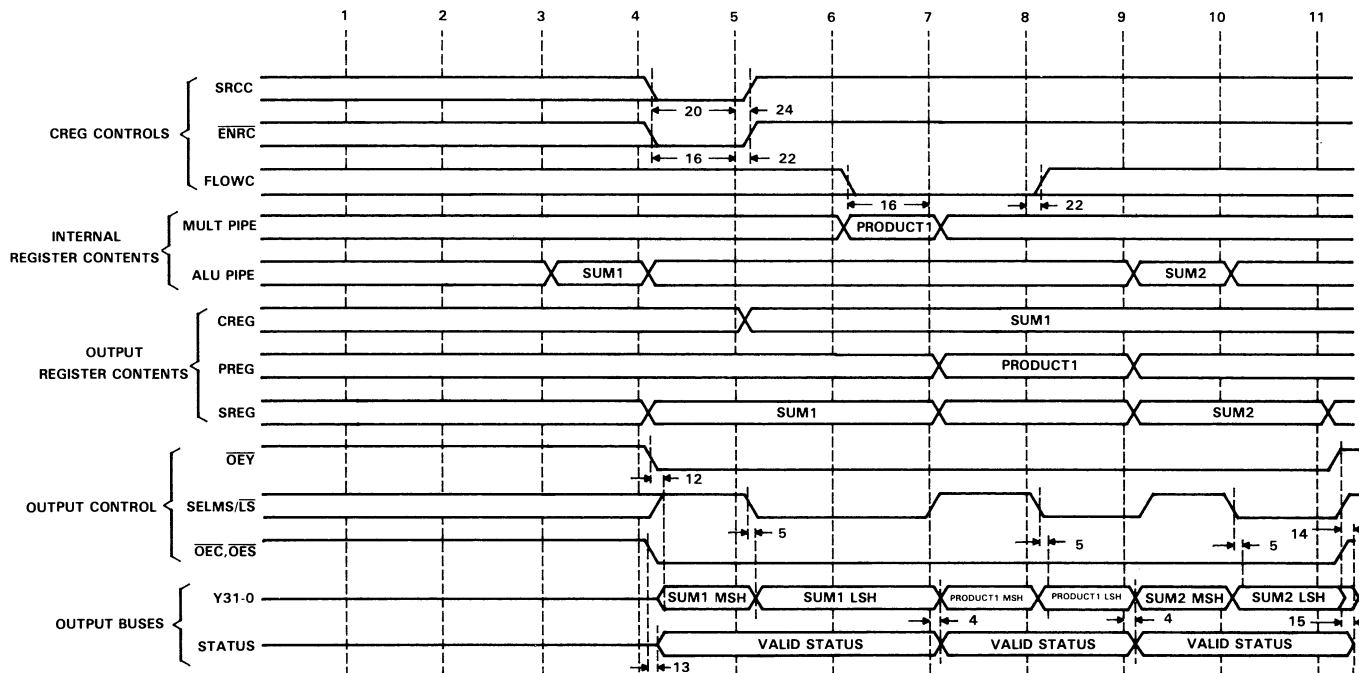 1 2 3 4 5 6 7 8 9 10 11
SRCC
20 24
CREG CONTROLS
ENRC
16 22
FLOWC
16 22
INTERNAL
REGISTER CONTENTS
MULT PIPE PRODUCT1
ALU PIPE SUM1 SUM2
OUTPUT
REGISTER CONTENTS
CREG SUM1
PREG PRODUCT1
SREG SUM1 SUM2
OEY
12
OUTPUT CONTROL
SELMS/LS
5 5 5 14
OEC,OES
OUTPUT BUSES
Y31-0 SUM1 MSH SUM1 LSH PRODUCT1 MSH PRODUCT1 LSH SUM2 MSH SUM2 LSH
4 4 15
STATUS VALID STATUS VALID STATUS VALID STATUS
13